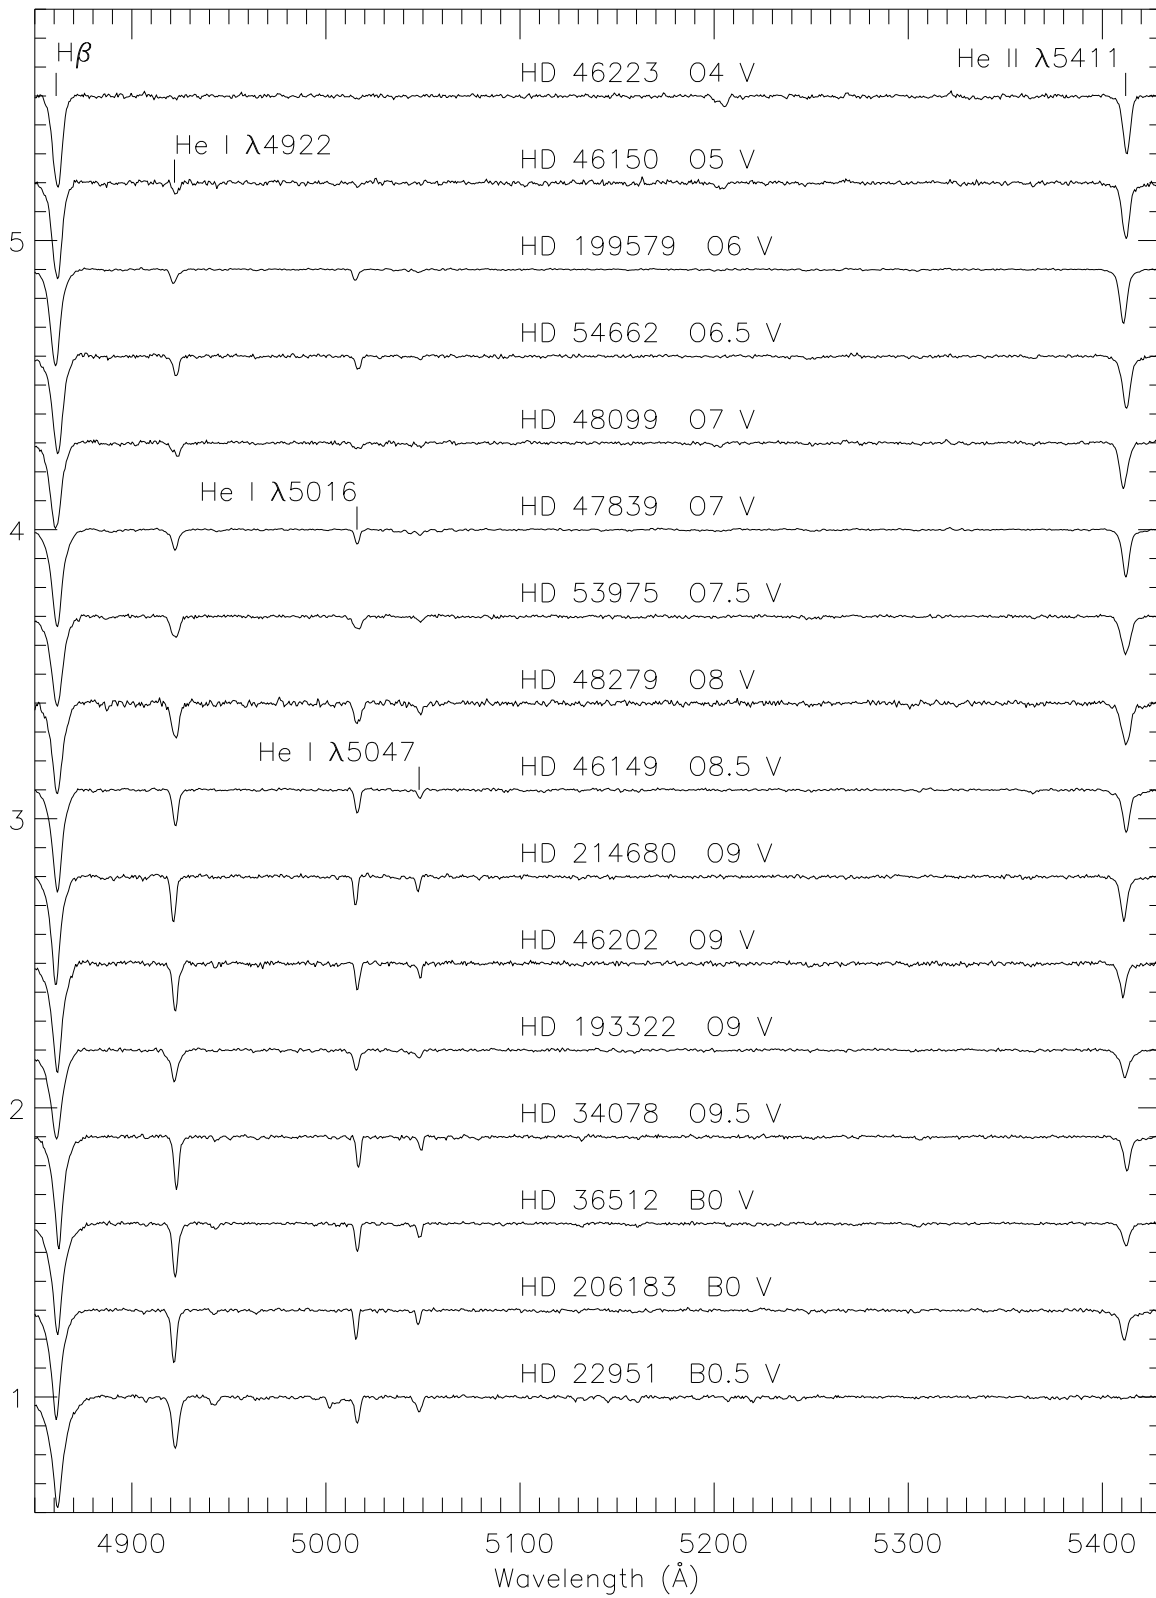 Hβ
HD 46223 O4 V
He II λ5411
He I λ4922
HD 46150 O5 V
5
HD 199579 O6 V
HD 54662 O6.5 V
HD 48099 O7 V
He I λ5016
HD 47839 O7 V
4
HD 53975 O7.5 V
HD 48279 O8 V
He I λ5047
HD 46149 O8.5 V
3
HD 214680 O9 V
HD 46202 O9 V
HD 193322 O9 V
2
HD 34078 O9.5 V
HD 36512 B0 V
HD 206183 B0 V
HD 22951 B0.5 V
1
4900 5000 5100 5200 5300 5400
Wavelength (Å)